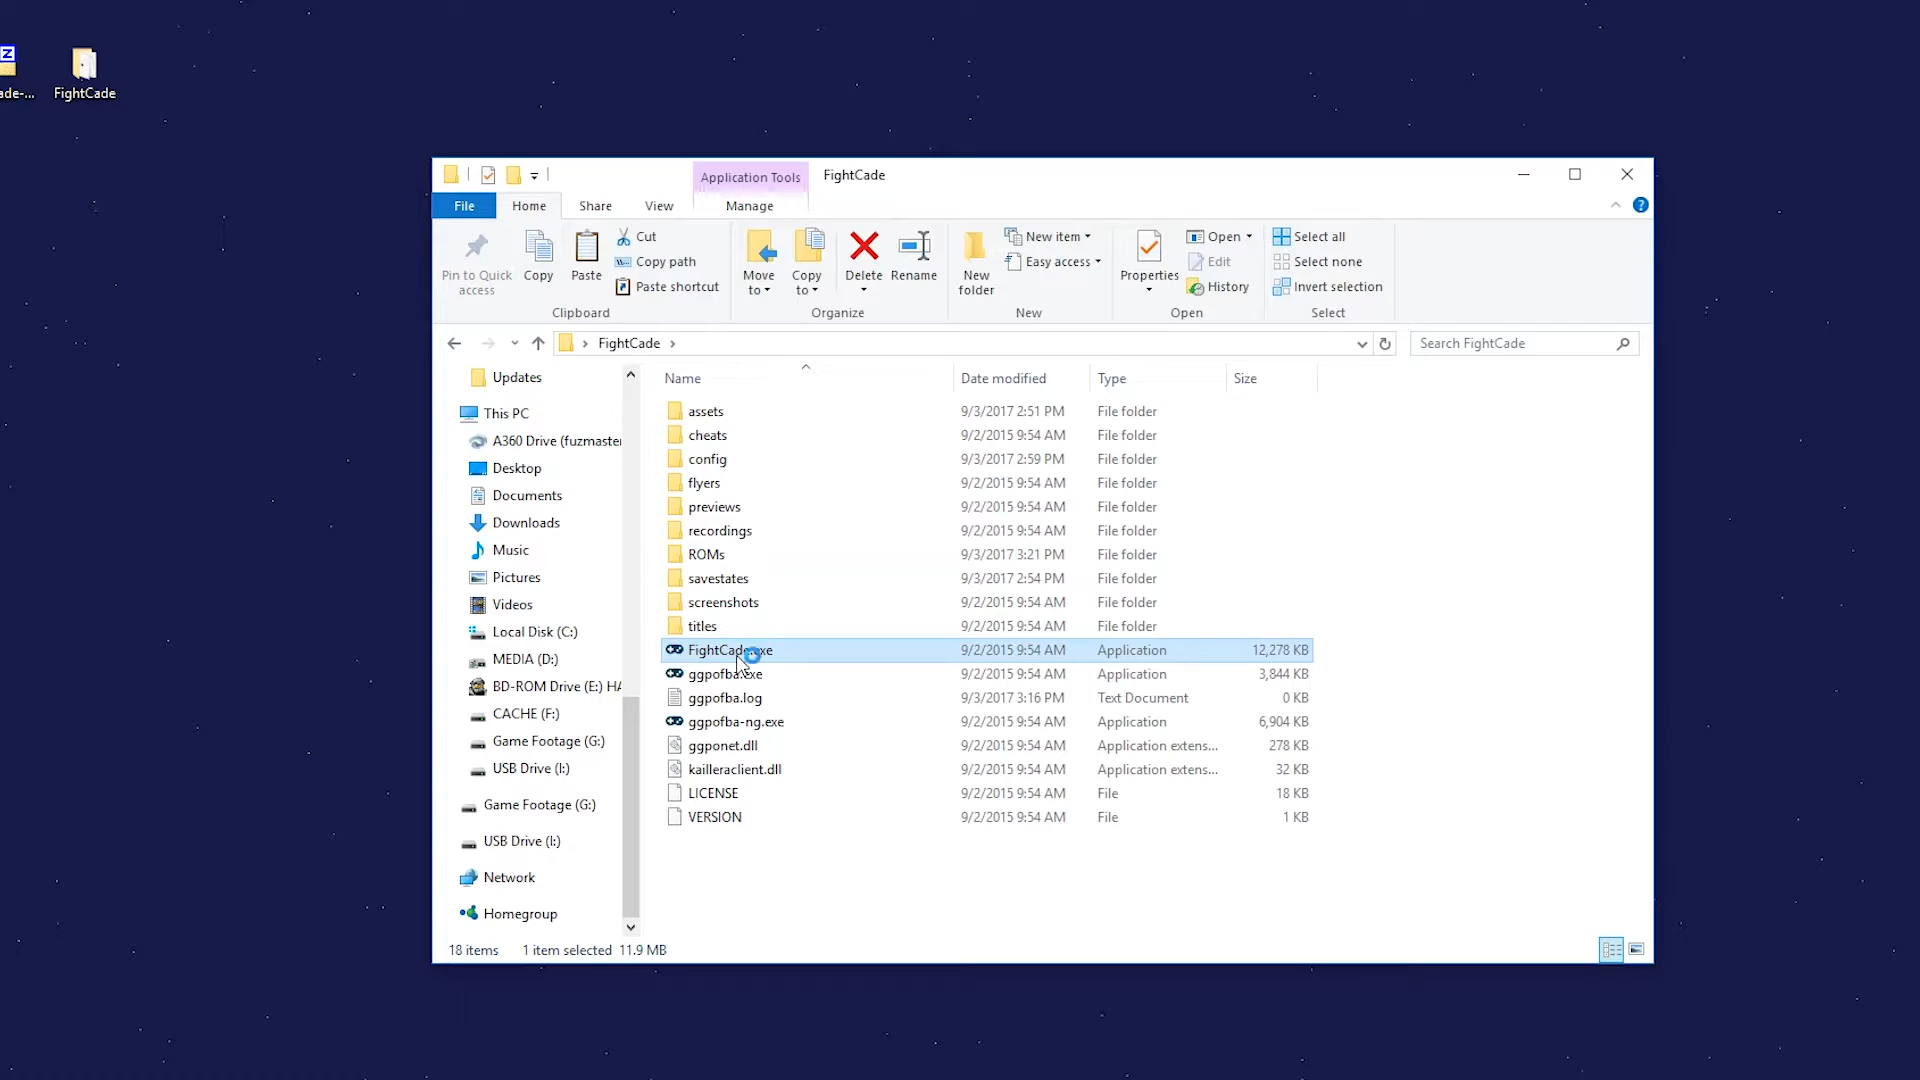 ade-...
FightCade
Application Tools
FightCade
File
Home
Share
View
Manage
Pin to Quick access
Copy
Paste
Cut
Copy path
Paste shortcut
Clipboard
Move to
Copy to
Delete
Rename
Organize
New folder
New item
Easy access
New
Properties
Open
Edit
History
Open
Select all
Select none
Invert selection
Select
FightCade
Search FightCade
Updates
This PC
A360 Drive (fuzmaster
Desktop
Documents
Downloads
Music
Pictures
Videos
Local Disk (C:)
MEDIA (D:)
BD-ROM Drive (E:) HA
CACHE (F:)
Game Footage (G:)
USB Drive (I:)
Game Footage (G:)
USB Drive (I:)
Network
Homegroup
Name Date modified Type Size
assets 9/3/2017 2:51 PM File folder
cheats 9/2/2015 9:54 AM File folder
config 9/3/2017 2:59 PM File folder
flyers 9/2/2015 9:54 AM File folder
previews 9/2/2015 9:54 AM File folder
recordings 9/2/2015 9:54 AM File folder
ROMs 9/3/2017 3:21 PM File folder
savestates 9/3/2017 2:54 PM File folder
screenshots 9/2/2015 9:54 AM File folder
titles 9/2/2015 9:54 AM File folder
FightCade.exe 9/2/2015 9:54 AM Application 12,278 KB
ggpofba.exe 9/2/2015 9:54 AM Application 3,844 KB
ggpofba.log 9/3/2017 3:16 PM Text Document 0 KB
ggpofba-ng.exe 9/2/2015 9:54 AM Application 6,904 KB
ggponet.dll 9/2/2015 9:54 AM Application extens... 278 KB
kailleraclient.dll 9/2/2015 9:54 AM Application extens... 32 KB
LICENSE 9/2/2015 9:54 AM File 18 KB
VERSION 9/2/2015 9:54 AM File 1 KB
18 items 1 item selected 11.9 MB